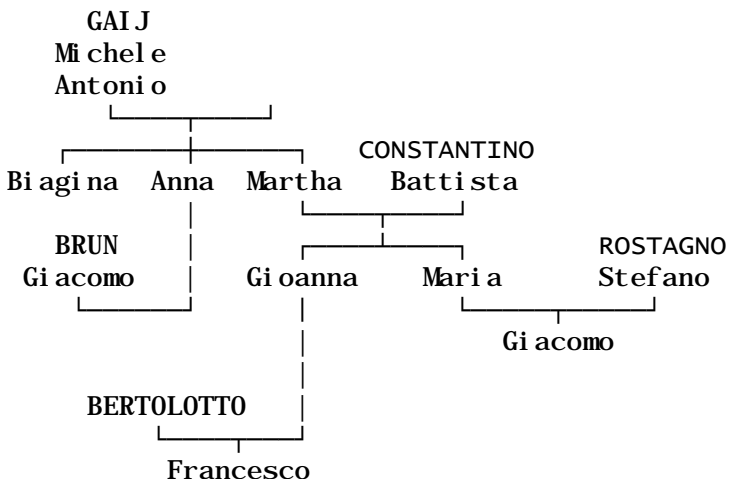 GAIJ
Michele
Antonio
CONSTANTINO
Biagina Anna Martha Battista
BRUN ROSTAGNO
Giacomo Gioanna Maria Stefano
Giacomo
BERTOLOTTO
Francesco